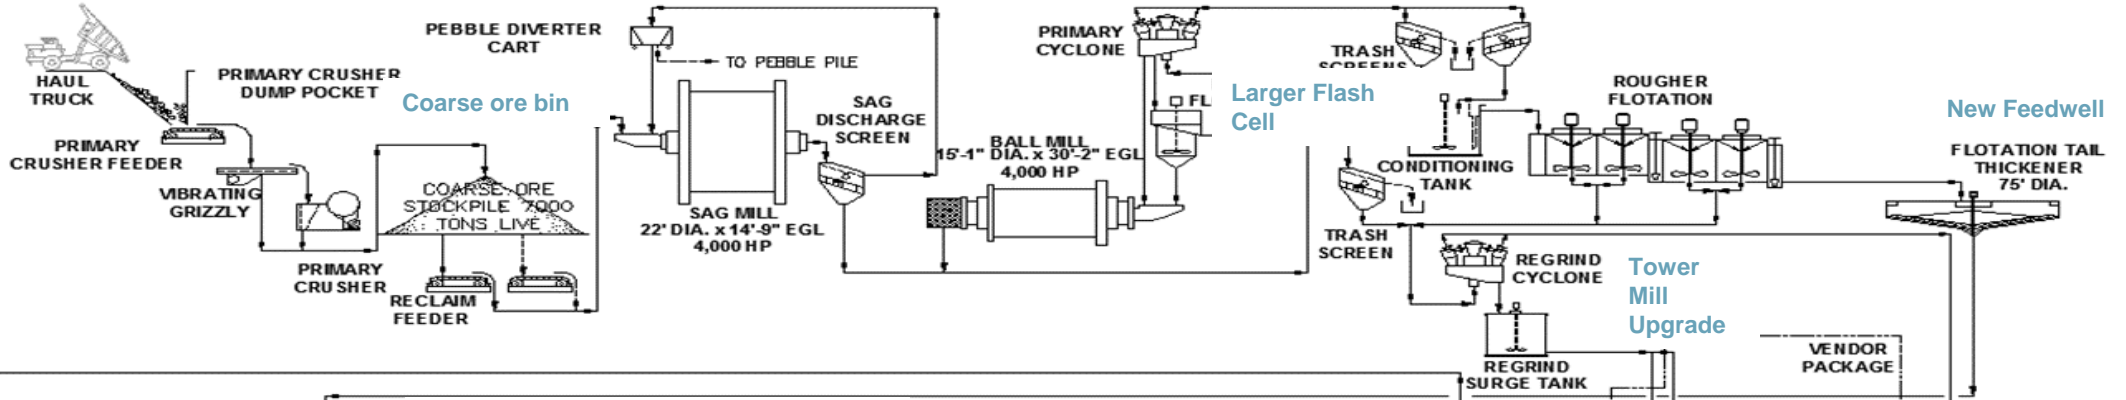 HAUL
TRUCK
PRIMARY CRUSHER
DUMP POCKET
PRIMARY
CRUSHER FEEDER
VIBRATING
GRIZZLY
PRIMARY
CRUSHER
Coarse ore bin
COARSE ORE
STOCKPILE 7000
TONS LIVE
RECLAIM
FEEDER
PEBBLE DIVERTER
CART
TO PEBBLE PILE
SAG MILL
22' DIA. x 14'-9" EGL
4,000 HP
SAG
DISCHARGE
SCREEN
BALL MILL
15'-1" DIA. x 30'-2" EGL
4,000 HP
PRIMARY
CYCLONE
FL
Larger Flash
Cell
TRASH
SCREENS
CONDITIONING
TANK
TRASH
SCREEN
ROUGHER
FLOTATION
REGRIND
CYCLONE
REGRIND
SURGE TANK
Tower
Mill
Upgrade
VENDOR
PACKAGE
New Feedwell
FLOTATION TAIL
THICKENER
75' DIA.